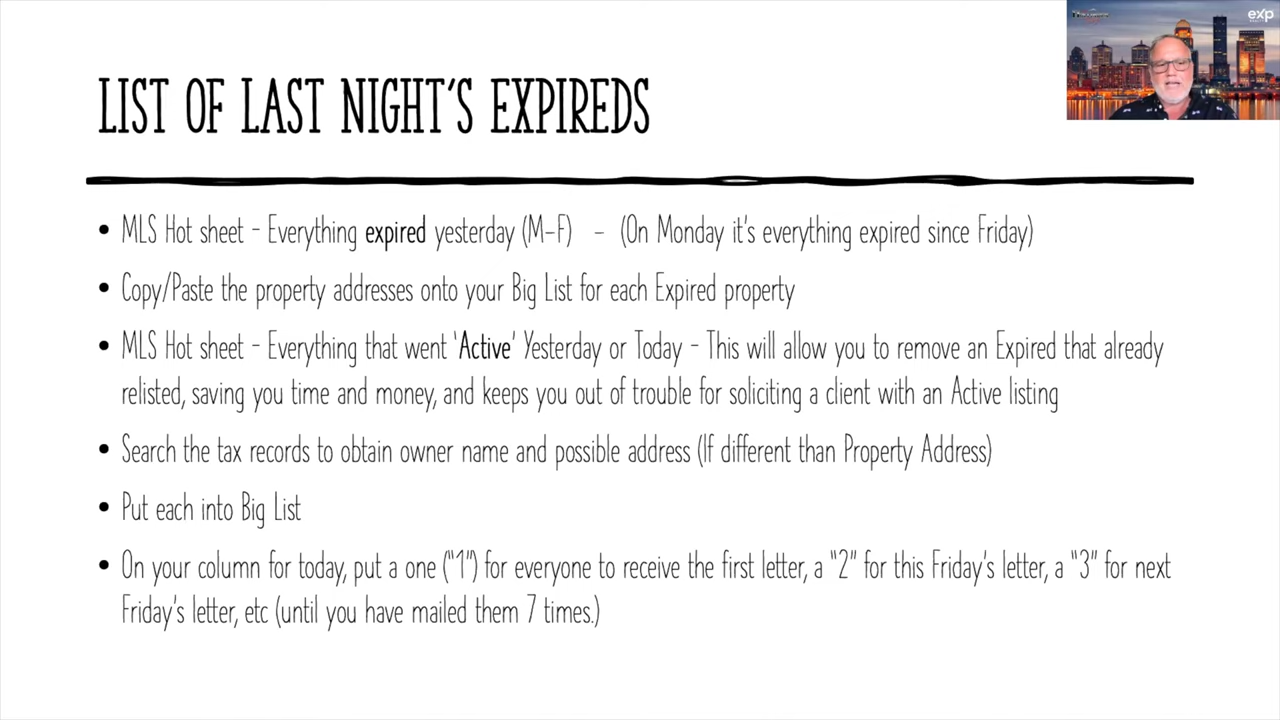 LIST OF LAST NIGHT'S EXPIREDS
exp
• MLS Hot sheet - Everything expired yesterday (M-F) - (On Monday it's everything expired since Friday)
• Copy/Paste the property addresses onto your Big List for each Expired property
• MLS Hot sheet - Everything that went 'Active' Yesterday or Today - This will allow you to remove an Expired that already
relisted, saving you time and money, and keeps you out of trouble for soliciting a client with an Active listing
• Search the tax records to obtain owner name and possible address (If different than Property Address)
• Put each into Big List
• On your column for today, put a one ("1") for everyone to receive the first letter, a "2" for this Friday's letter, a "3" for next
Friday's letter, etc (until you have mailed them 7 times.)